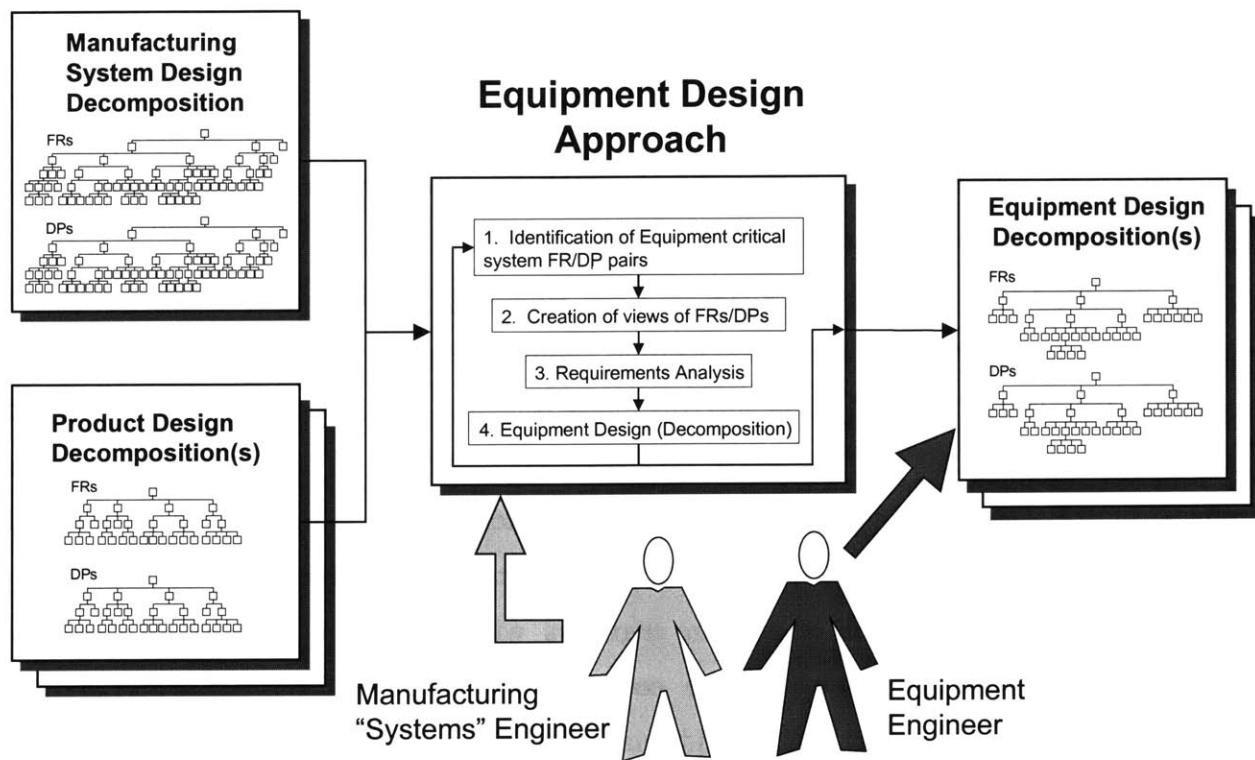 Manufacturing
System Design
Decomposition
FRs
DPs
Product Design
Decomposition(s)
FRs
DPs
Equipment Design
Approach
1. Identification of Equipment critical
system FR/DP pairs
2. Creation of views of FRs/DPs
3. Requirements Analysis
4. Equipment Design (Decomposition)
Equipment Design
Decomposition(s)
FRs
DPs
Manufacturing
“Systems” Engineer
Equipment
Engineer